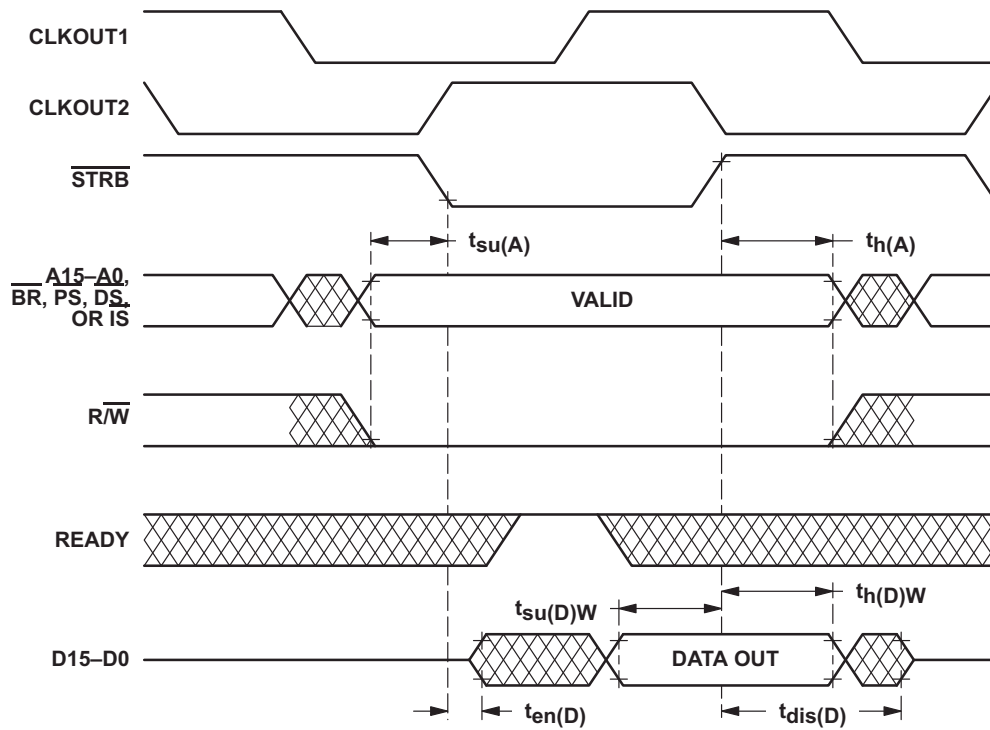 CLKOUT1
CLKOUT2
STRB
tsu(A)
th(A)
A15–A0,
BR, PS, DS,
OR IS
VALID
R/W
READY
tsu(D)W
th(D)W
D15–D0
DATA OUT
ten(D)
tdis(D)